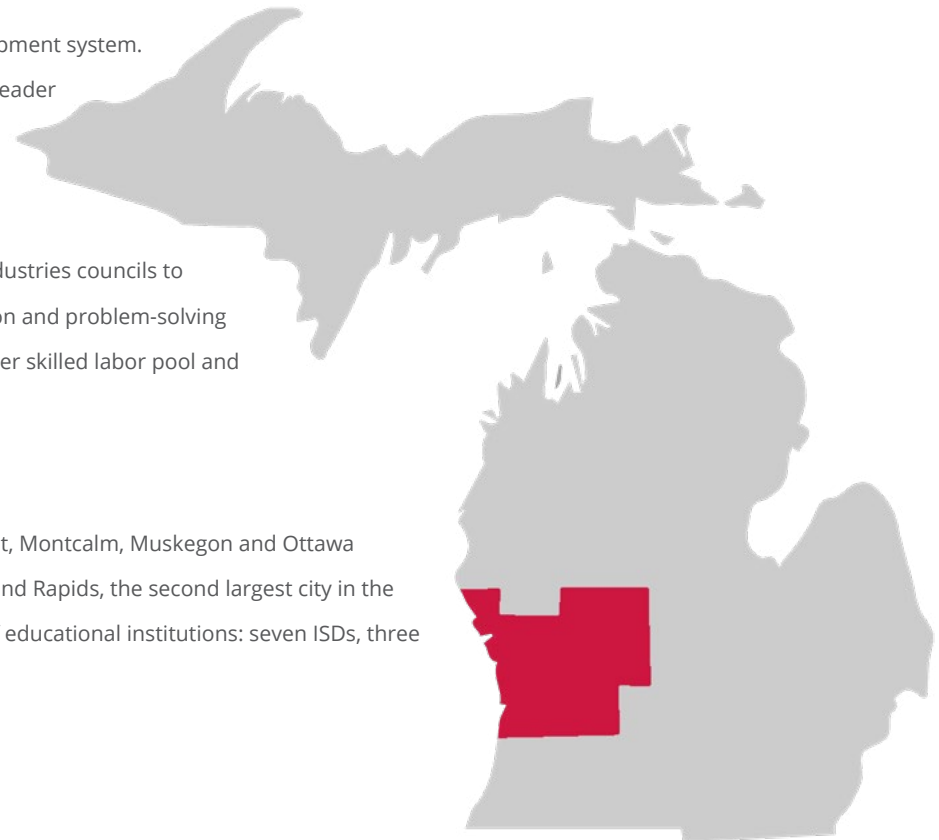 pment system.
eader
dustries councils to
on and problem-solving
er skilled labor pool and
t, Montcalm, Muskegon and Ottawa
nd Rapids, the second largest city in the
f educational institutions: seven ISDs, three